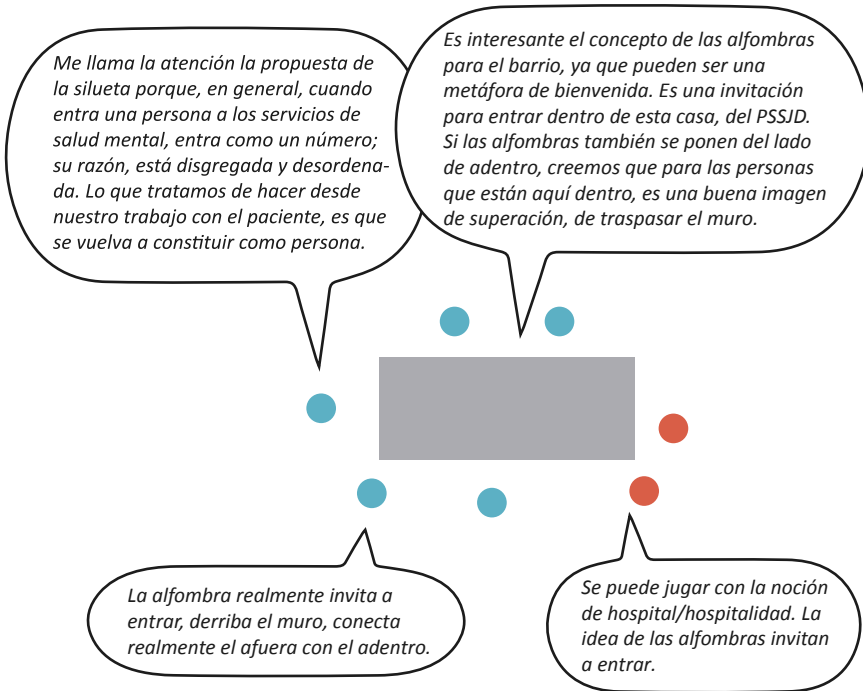 Me llama la atención la propuesta de
la silueta porque, en general, cuando
entra una persona a los servicios de
salud mental, entra como un número;
su razón, está disgregada y desordena-
da. Lo que tratamos de hacer desde
nuestro trabajo con el paciente, es que
se vuelva a constituir como persona.
Es interesante el concepto de las alfombras
para el barrio, ya que pueden ser una
metáfora de bienvenida. Es una invitación
para entrar dentro de esta casa, del PSSJD.
Si las alfombras también se ponen del lado
de adentro, creemos que para las personas
que están aquí dentro, es una buena imagen
de superación, de traspasar el muro.
La alfombra realmente invita a
entrar, derriba el muro, conecta
realmente el afuera con el adentro.
Se puede jugar con la noción
de hospital/hospitalidad. La
idea de las alfombras invitan
a entrar.